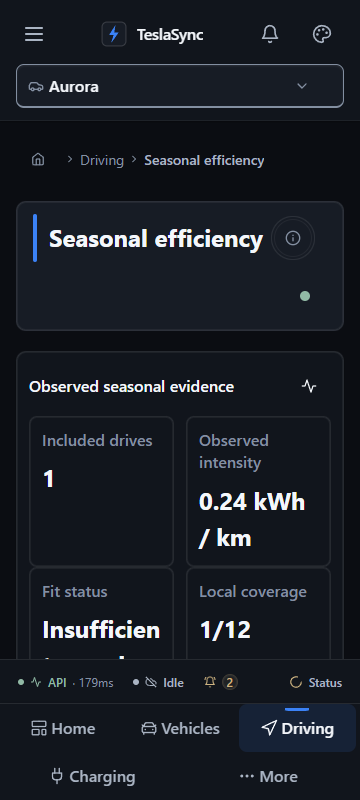 TeslaSync
Aurora
Driving
Seasonal efficiency
Seasonal efficiency
Observed seasonal evidence
Included drives
1
Observed
intensity
0.24 kWh
/ km
Fit status
Insufficien
Local coverage
1/12
API · 179ms
Idle
2
Status
Home
Vehicles
Driving
Charging
More